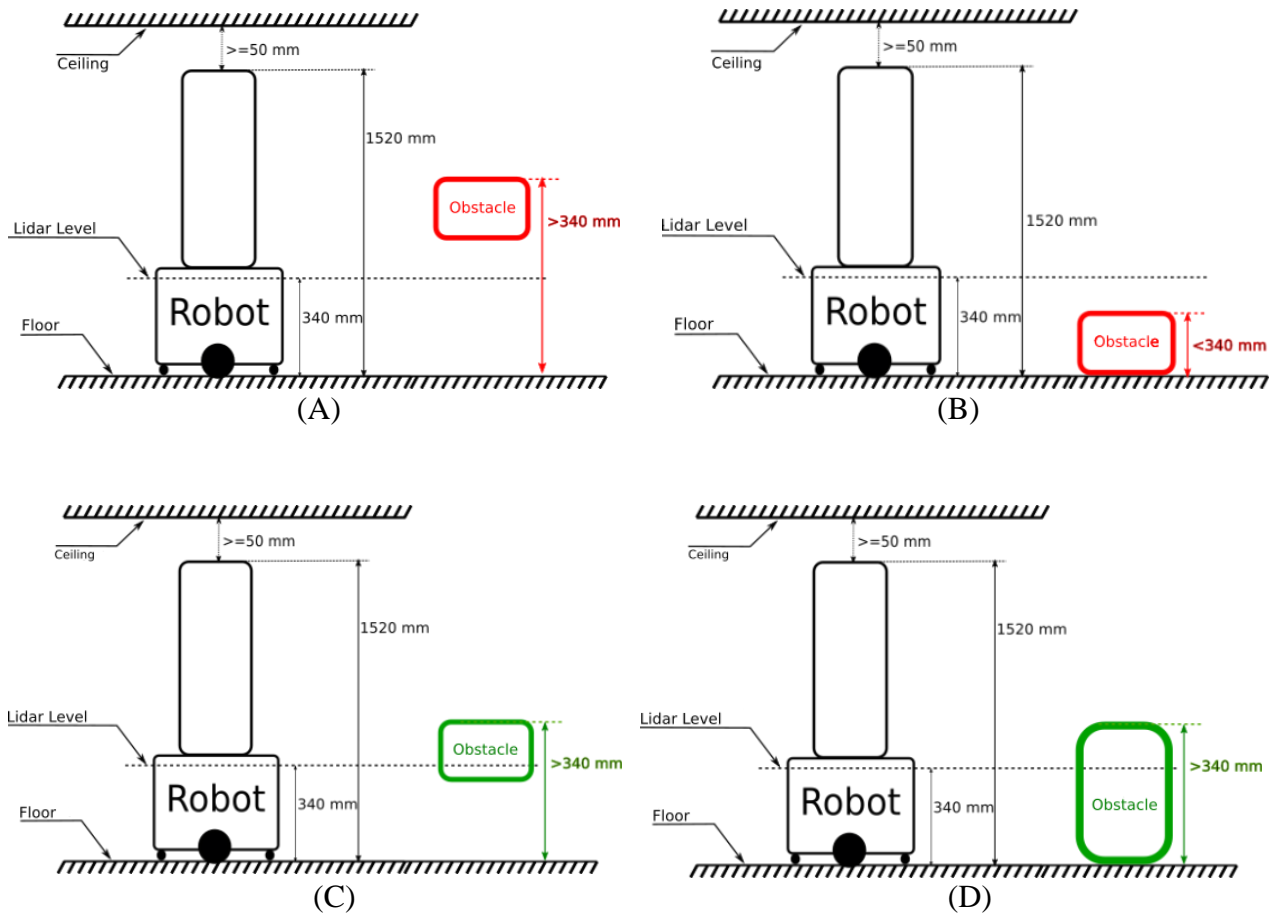 >=50 mm
Ceiling
1520 mm
Obstacle
>340 mm
Lidar Level
Robot
340 mm
Floor
(A)
>=50 mm
Ceiling
1520 mm
Lidar Level
Robot
340 mm
Floor
Obstacle
<340 mm
(B)
>=50 mm
Ceiling
1520 mm
Lidar Level
Obstacle
>340 mm
Robot
340 mm
Floor
(C)
>=50 mm
Ceiling
1520 mm
Lidar Level
>340 mm
Robot
340 mm
Obstacle
Floor
(D)